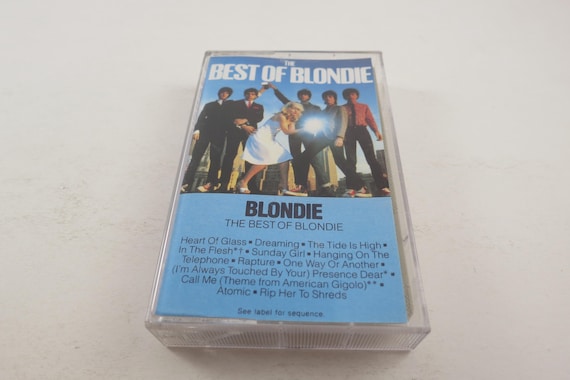 THE
BEST OF BLONDIE
BLONDIE
THE BEST OF BLONDIE
Heart Of Glass ▪ Dreaming ▪ The Tide Is High ▪
In The Flesh*† ▪ Sunday Girl ▪ Hanging On The
Telephone ▪ Rapture ▪ One Way Or Another ▪
(I'm Always Touched By Your) Presence Dear* ▪
Call Me (Theme from American Gigolo)** ▪
Atomic ▪ Rip Her To Shreds
See label for sequence.